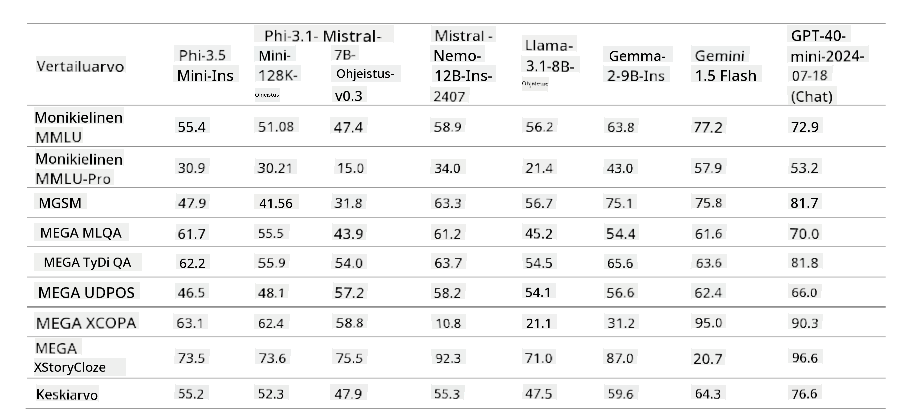 Vertailuarvo Phi-3.5 Mini-Ins Phi-3.1-Mini-128K-Ohjeistus Mistral-7B-Ohjeistus-v0.3 Mistral-Nemo-12B-Ins-2407 Llama-3.1-8B-Ohjeistus Gemma-2-9B-Ins Gemini 1.5 Flash GPT-40-mini-2024-07-18 (Chat)
Monikielinen MMLU 55.4 51.08 47.4 58.9 56.2 63.8 77.2 72.9
Monikielinen MMLU-Pro 30.9 30.21 15.0 34.0 21.4 43.0 57.9 53.2
MGSM 47.9 41.56 31.8 63.3 56.7 75.1 75.8 81.7
MEGA MLQA 61.7 55.5 43.9 61.2 45.2 54.4 61.6 70.0
MEGA TyDi QA 62.2 55.9 54.0 63.7 54.5 65.6 63.6 81.8
MEGA UDPOS 46.5 48.1 57.2 58.2 54.1 56.6 62.4 66.0
MEGA XCOPA 63.1 62.4 58.8 10.8 21.1 31.2 95.0 90.3
MEGA XStoryCloze 73.5 73.6 75.5 92.3 71.0 87.0 20.7 96.6
Keskiarvo 55.2 52.3 47.9 55.3 47.5 59.6 64.3 76.6